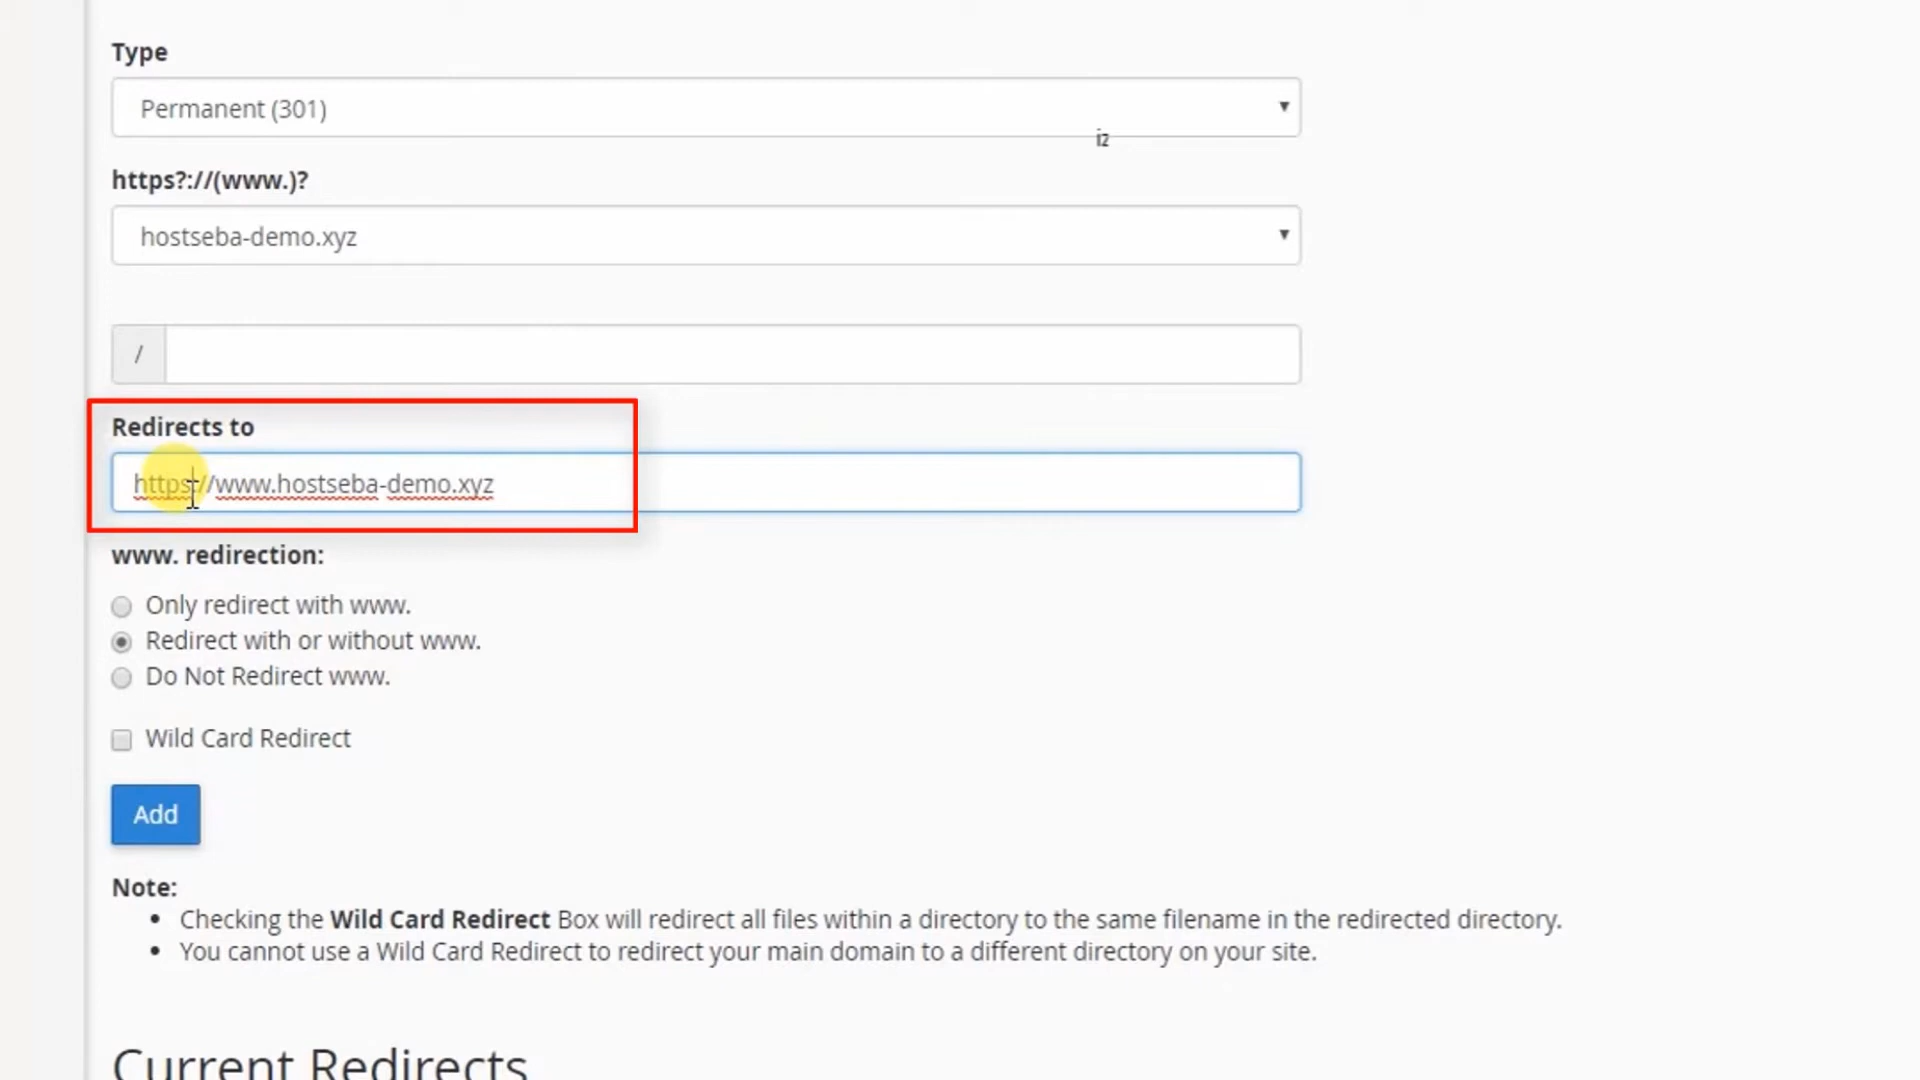 Type
Permanent (301)
https?://(www.)?
hostseba-demo.xyz
/
Redirects to
https://www.hostseba-demo.xyz
www. redirection:
Only redirect with www.
Redirect with or without www.
Do Not Redirect www.
Wild Card Redirect
Add
Note:
Checking the Wild Card Redirect Box will redirect all files within a directory to the same filename in the redirected directory.
You cannot use a Wild Card Redirect to redirect your main domain to a different directory on your site.
Current Redirects